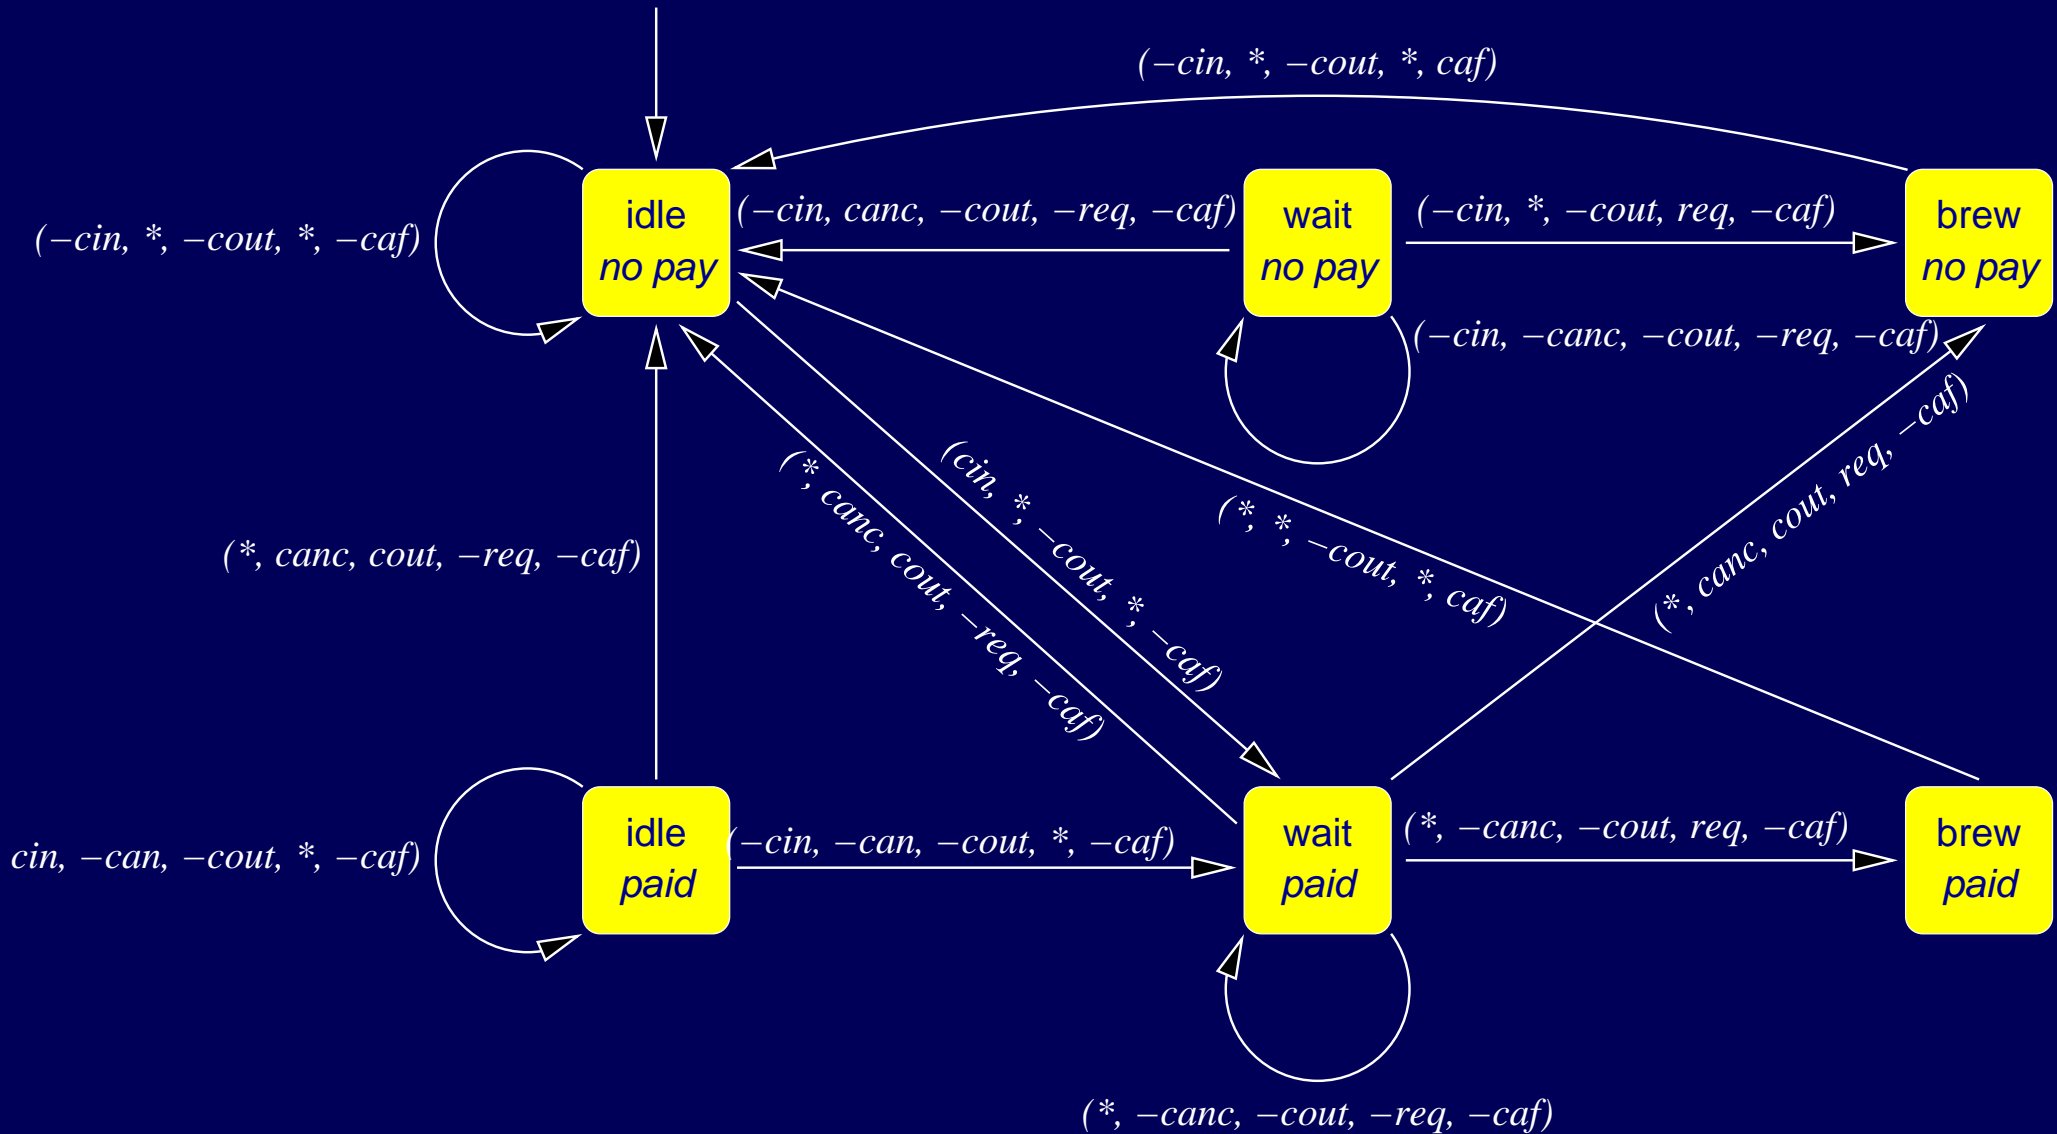 (−cin, *, −cout, *, caf)
(−cin, *, −cout, *, −caf)
idle
no pay
(−cin, canc, −cout, −req, −caf)
wait
no pay
(−cin, *, −cout, req, −caf)
brew
no pay
(−cin, −canc, −cout, −req, −caf)
(*, canc, cout, −req, −caf)
(*, canc, cout, −req, −caf)
(cin, *, −cout, *, −caf)
(*, *, −cout, *, caf)
(*, canc, cout, req, −caf)
cin, −can, −cout, *, −caf)
idle
paid
(−cin, −can, −cout, *, −caf)
wait
paid
(*, −canc, −cout, req, −caf)
brew
paid
(*, −canc, −cout, −req, −caf)